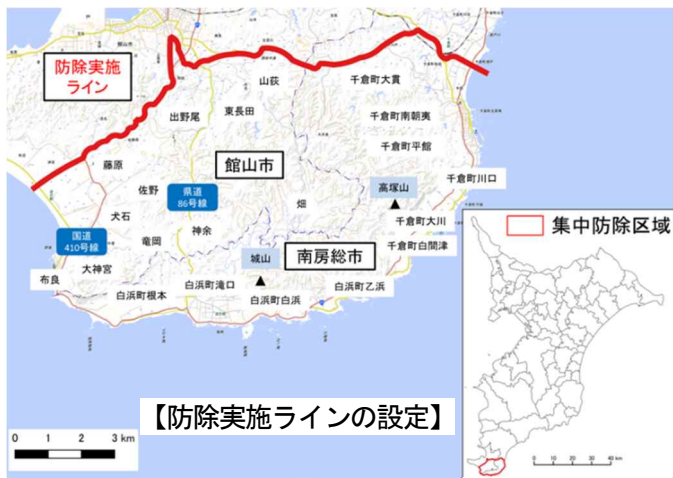 防除実施
ライン
山荻
千倉町大貫
東長田
出野尾
千倉町南朝夷
千倉町平舘
藤原
館山市
千倉町川口
佐野
県道
86号線
畑
高塚山
犬石
千倉町大川
国道
410号線
竜岡
神余
城山
南房総市
千倉町白間津
布良
大神宮
白浜町根本
白浜町滝口
白浜町白浜
白浜町乙浜
集中防除区域
【防除実施ラインの設定】
0 1 2 3 km
0 10 20 30 40 km